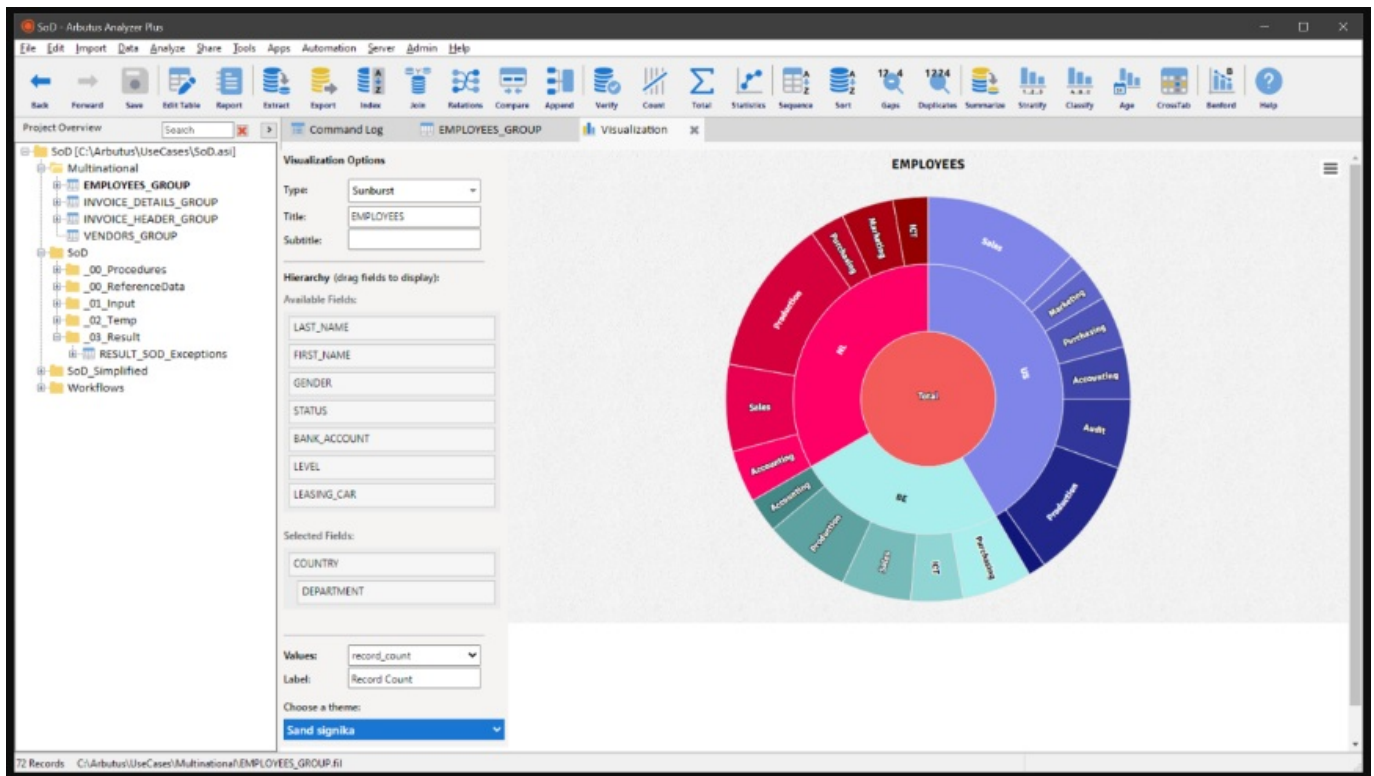 SoD - Arbutus Analyzer Plus
File Edit Import Data Analyze Share Tools Apps Automation Server Admin Help
Back Forward Save Edit Table Report Extract Export Index Join Relations Compare Append Verify Count Total Statistics Sequence Sort Gaps Duplicates Summarize Stratify Classify Age CrossTab Benford Help
Project Overview
Search
Command Log
EMPLOYEES_GROUP
Visualization
SoD [C:\Arbutus\UseCases\SoD.asi]
Multinational
EMPLOYEES_GROUP
INVOICE_DETAILS_GROUP
INVOICE_HEADER_GROUP
VENDORS_GROUP
SoD
_00_Procedures
_00_ReferenceData
_01_Input
_02_Temp
_03_Result
RESULT_SOD_Exceptions
SoD_Simplified
Workflows
Visualization Options
Type: Sunburst
Title: EMPLOYEES
Subtitle:
Hierarchy (drag fields to display):
Available Fields:
LAST_NAME
FIRST_NAME
GENDER
STATUS
BANK_ACCOUNT
LEVEL
LEASING_CAR
Selected Fields:
COUNTRY
DEPARTMENT
Values: record_count
Label: Record Count
Choose a theme:
Sand signika
EMPLOYEES
Total
US
Sales
Marketing
Purchasing
Accounting
Audit
Production
BE
Purchasing
ICT
Sales
Production
Accounting
NL
Accounting
Sales
Production
Purchasing
Marketing
ICT
72 Records C:\Arbutus\UseCases\Multinational\EMPLOYEES_GROUP.fil